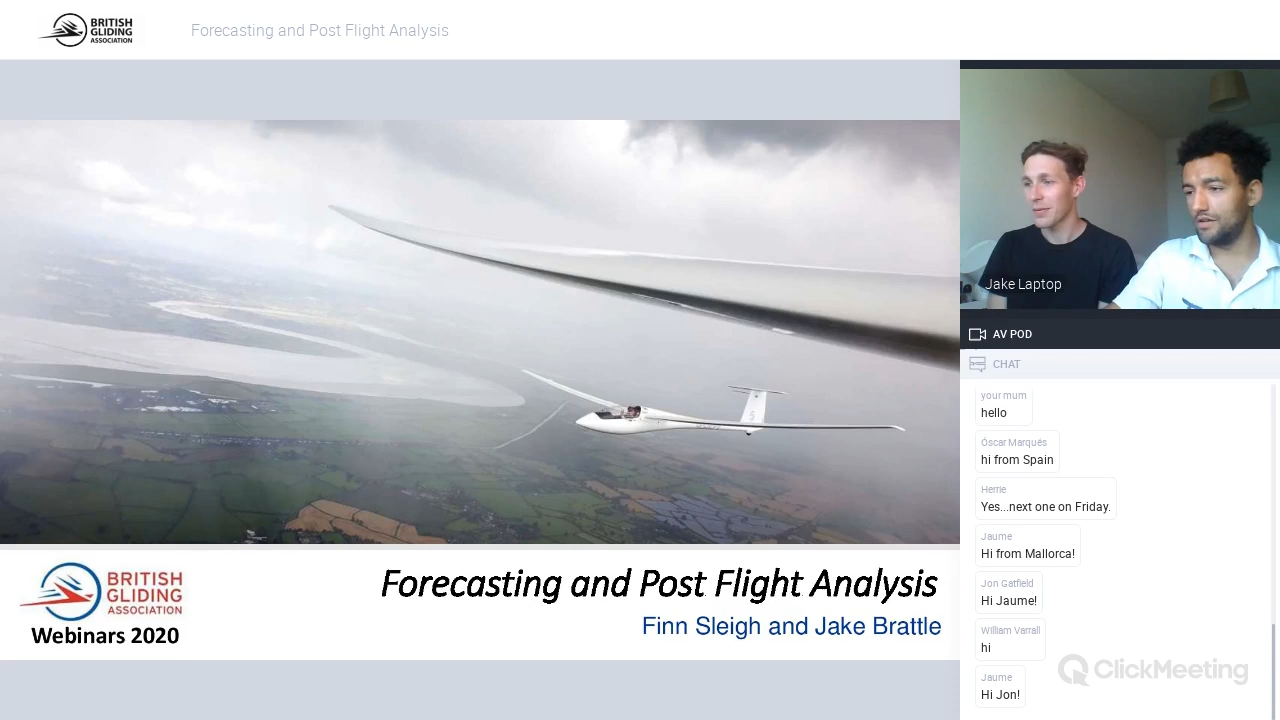 BRITISH
GLIDING
ASSOCIATION
Forecasting and Post Flight Analysis
Jake Laptop
AV POD
CHAT
your mum
hello
Óscar Marqués
hi from Spain
Herrie
Yes...next one on Friday.
Jaume
Hi from Mallorca!
Jon Gatfield
Hi Jaume!
William Varrall
hi
Jaume
Hi Jon!
ClickMeeting
BRITISH
GLIDING
ASSOCIATION
Webinars 2020
Forecasting and Post Flight Analysis
Finn Sleigh and Jake Brattle